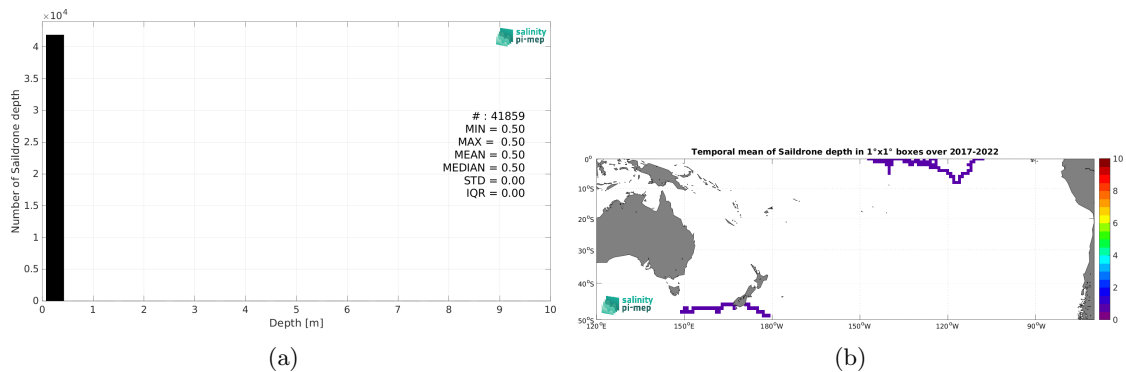 ×10⁴
4
3.5
3
2.5
2
1.5
1
0.5
0
Number of Saildrone depth
salinity
pi-mep
# : 41859
MIN = 0.50
MAX = 0.50
MEAN = 0.50
MEDIAN = 0.50
STD = 0.00
IQR = 0.00
0 1 2 3 4 5 6 7 8 9 10
Depth [m]
(a)
Temporal mean of Saildrone depth in 1°x1° boxes over 2017-2022
0°
10°S
20°S
30°S
40°S
50°S
salinity
pi-mep
120°E 150°E 180°W 150°W 120°W 90°W
10
8
6
4
2
0
(b)